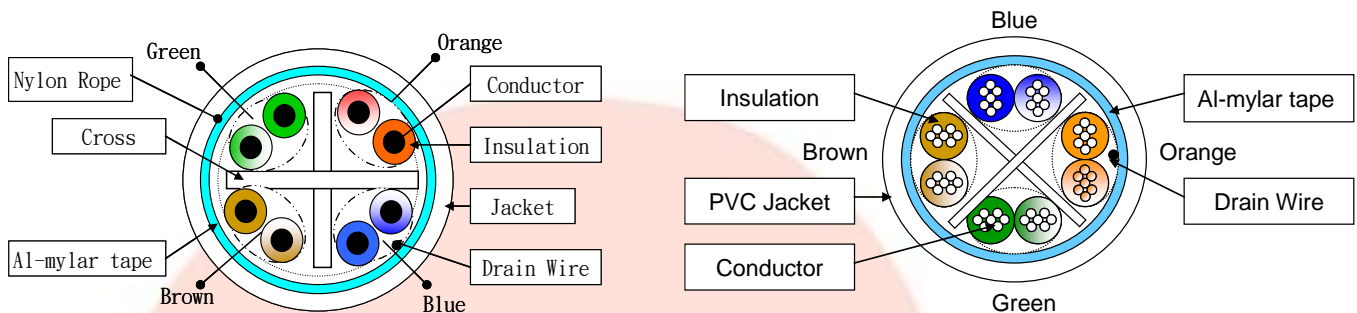 Green
Orange
Nylon Rope
Conductor
Cross
Insulation
Jacket
Al-mylar tape
Drain Wire
Brown
Blue
Blue
Insulation
Al-mylar tape
Brown
Orange
PVC Jacket
Drain Wire
Conductor
Green